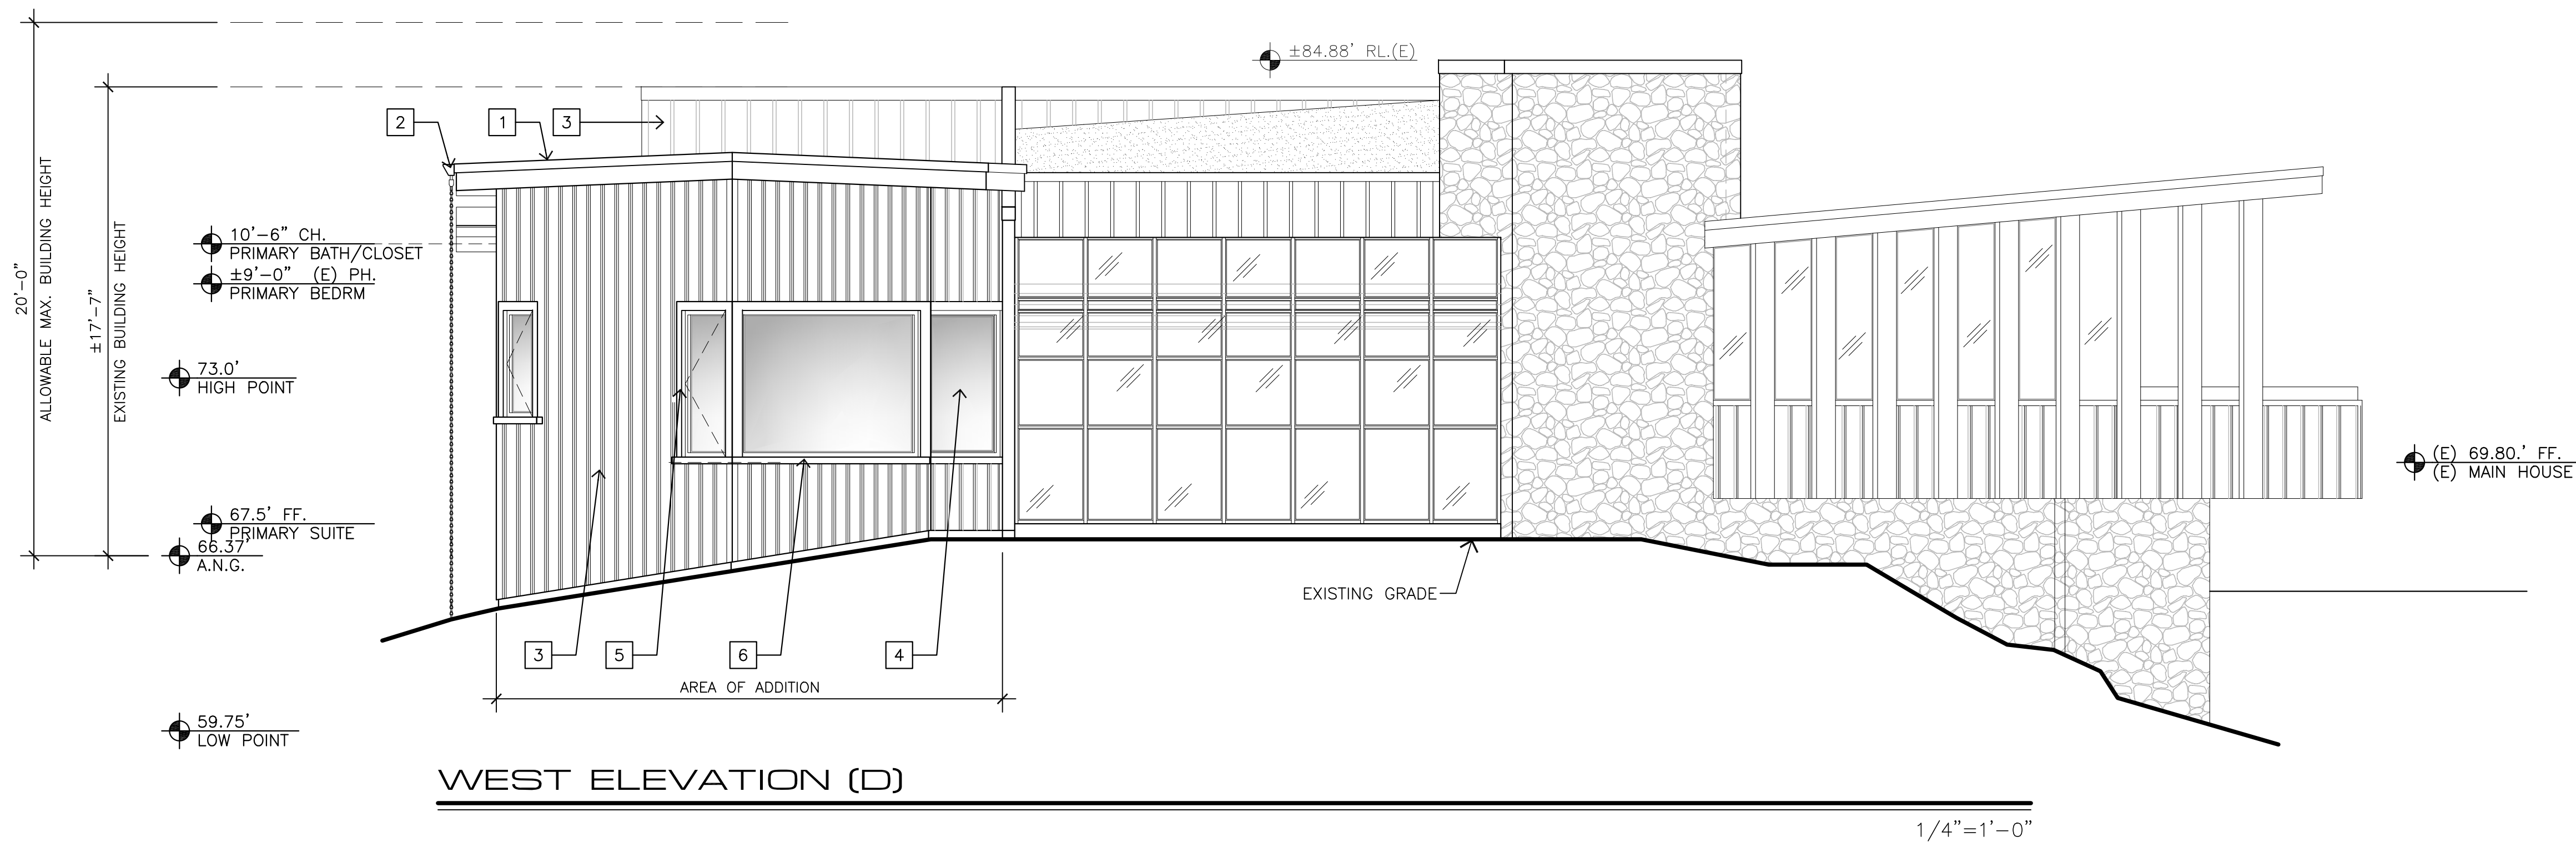 20'-0"
ALLOWABLE MAX. BUILDING HEIGHT
±17'-7"
EXISTING BUILDING HEIGHT
±84.88' RL.(E)
2
1
3
10'-6" CH.
PRIMARY BATH/CLOSET
±9'-0" (E) PH.
PRIMARY BEDRM
73.0'
HIGH POINT
(E) 69.80.' FF.
(E) MAIN HOUSE
67.5' FF.
PRIMARY SUITE
66.37'
A.N.G.
EXISTING GRADE
3
5
6
4
AREA OF ADDITION
59.75'
LOW POINT
WEST ELEVATION (D)
1/4"=1'-0"